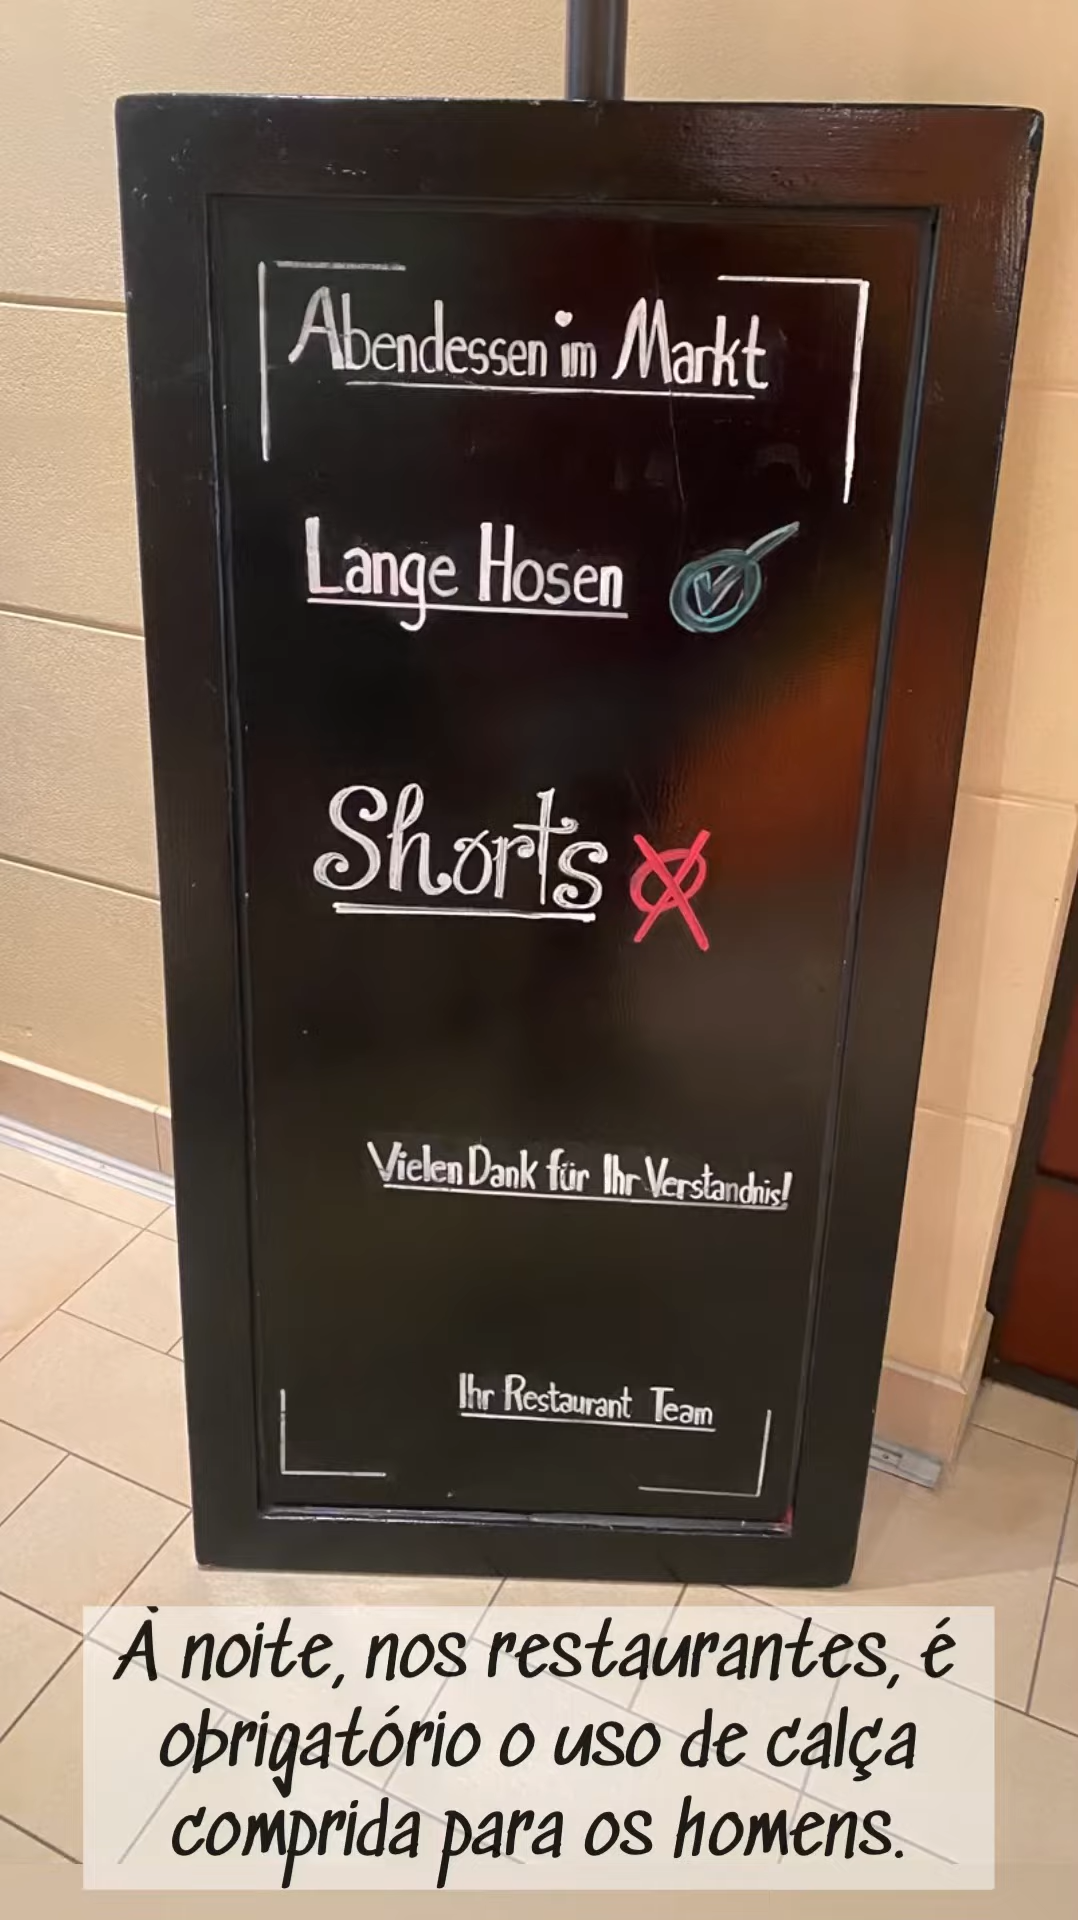 Abendessen im Markt
Lange Hosen
Shorts
Vielen Dank für Ihr Verstandnis!
Ihr Restaurant Team
À noite, nos restaurantes, é
obrigatório o uso de calça
comprida para os homens.